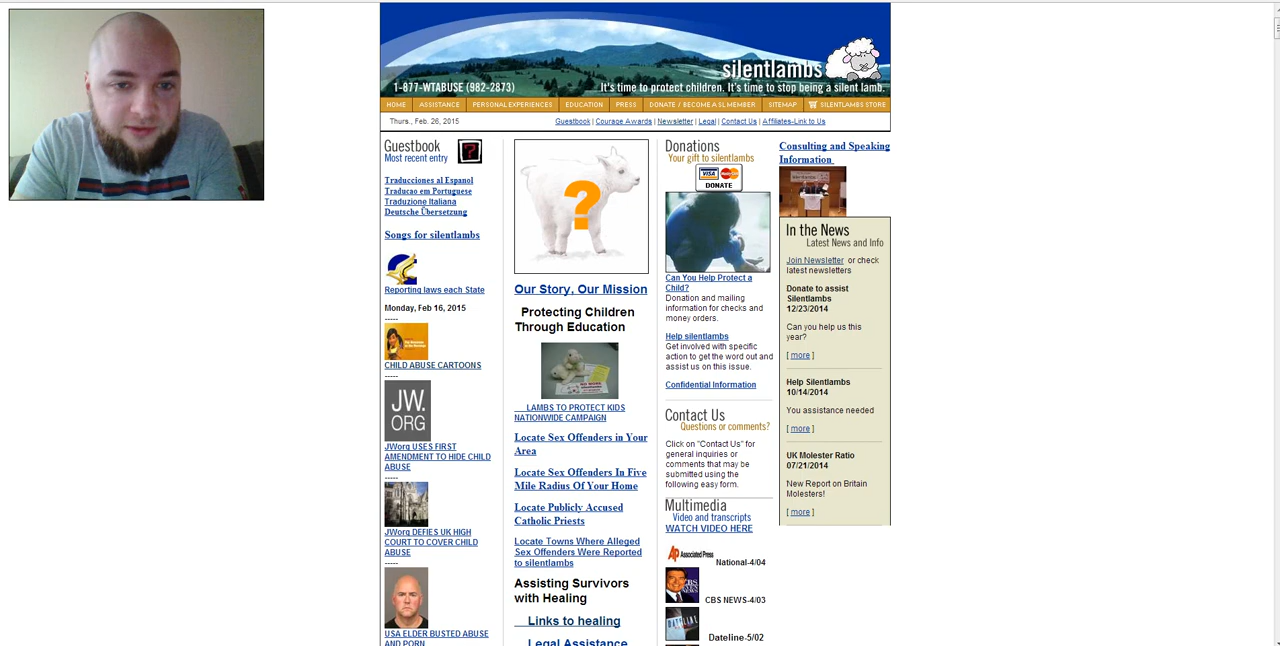 silentlambs
1-877-WTABUSE (982-2873)
It's time to protect children. It's time to stop being a silent lamb.
HOME
ASSISTANCE
PERSONAL EXPERIENCES
EDUCATION
PRESS
DONATE / BECOME A SL MEMBER
SITEMAP
SILENTLAMBS STORE
Thurs., Feb. 26, 2015
Guestbook | Courage Awards | Newsletter | Legal | Contact Us | Affiliates-Link to Us
Guestbook
Most recent entry
?
Traducciones al Espanol
Traducao em Portuguese
Traduzione Italiana
Deutsche Übersetzung
Songs for silentlambs
Reporting laws each State
Monday, Feb 16, 2015
-----
CHILD ABUSE CARTOONS
-----
JW.
ORG
JWorg USES FIRST
AMENDMENT TO HIDE CHILD
ABUSE
-----
JWorg DEFIES UK HIGH
COURT TO COVER CHILD
ABUSE
-----
USA ELDER BUSTED ABUSE
AND PORN
?
Our Story, Our Mission
Protecting Children
Through Education
LAMBS TO PROTECT KIDS
NATIONWIDE CAMPAIGN
Locate Sex Offenders in Your
Area
Locate Sex Offenders In Five
Mile Radius Of Your Home
Locate Publicly Accused
Catholic Priests
Locate Towns Where Alleged
Sex Offenders Were Reported
to silentlambs
Assisting Survivors
with Healing
Links to healing
Legal Assistance
Donations
Your gift to silentlambs
VISA
DONATE
Can You Help Protect a
Child?
Donation and mailing
information for checks and
money orders.
Help silentlambs
Get involved with specific
action to get the word out and
assist us on this issue.
Confidential Information
Contact Us
Questions or comments?
Click on "Contact Us" for
general inquiries or
comments that may be
submitted using the
following easy form.
Multimedia
Video and transcripts
WATCH VIDEO HERE
AP Associated Press
National-4/04
CBS NEWS
CBS NEWS-4/03
DATELINE
Dateline-5/02
Consulting and Speaking
Information
In the News
Latest News and Info
Join Newsletter or check
latest newsletters
Donate to assist
Silentlambs
12/23/2014
Can you help us this
year?
[ more ]
Help Silentlambs
10/14/2014
You assistance needed
[ more ]
UK Molester Ratio
07/21/2014
New Report on Britain
Molesters!
[ more ]